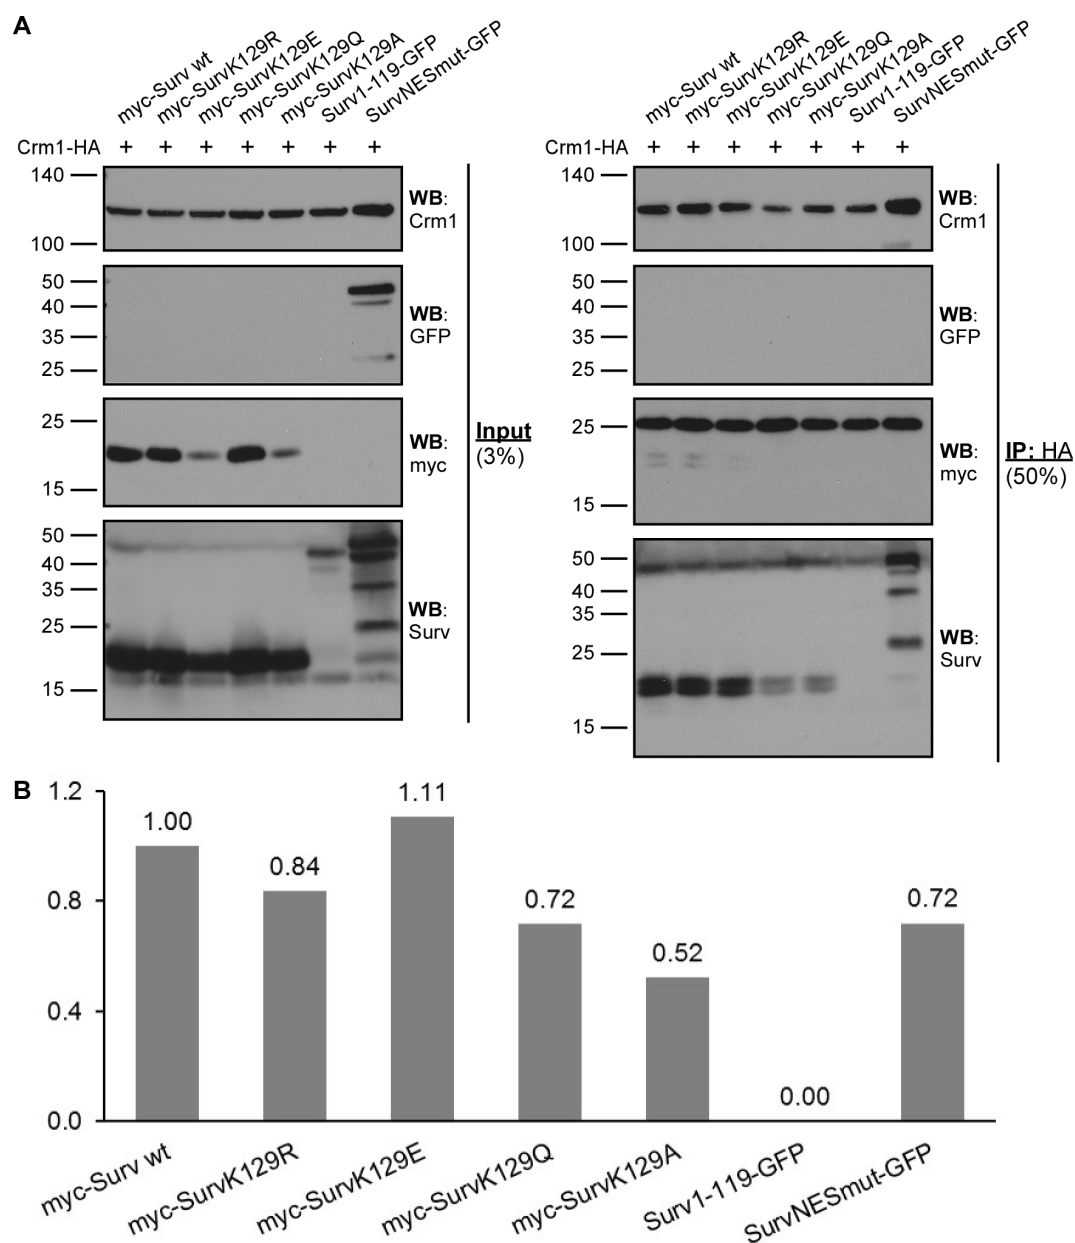 A
myc-Surv wt
myc-SurvK129R
myc-SurvK129E
myc-SurvK129Q
myc-SurvK129A
Surv1-119-GFP
SurvNESmut-GFP
Crm1-HA + + + + + + +
140
100
WB:
Crm1
50
40
35
25
WB:
GFP
25
15
WB:
myc
50
40
35
25
15
WB:
Surv
Input
(3%)
myc-Surv wt
myc-SurvK129R
myc-SurvK129E
myc-SurvK129Q
myc-SurvK129A
Surv1-119-GFP
SurvNESmut-GFP
Crm1-HA + + + + + + +
140
100
WB:
Crm1
50
40
35
25
WB:
GFP
25
15
WB:
myc
50
40
35
25
15
WB:
Surv
IP: HA
(50%)
B
1.2
0.8
0.4
0.0
1.00
0.84
1.11
0.72
0.52
0.00
0.72
myc-Surv wt
myc-SurvK129R
myc-SurvK129E
myc-SurvK129Q
myc-SurvK129A
Surv1-119-GFP
SurvNESmut-GFP